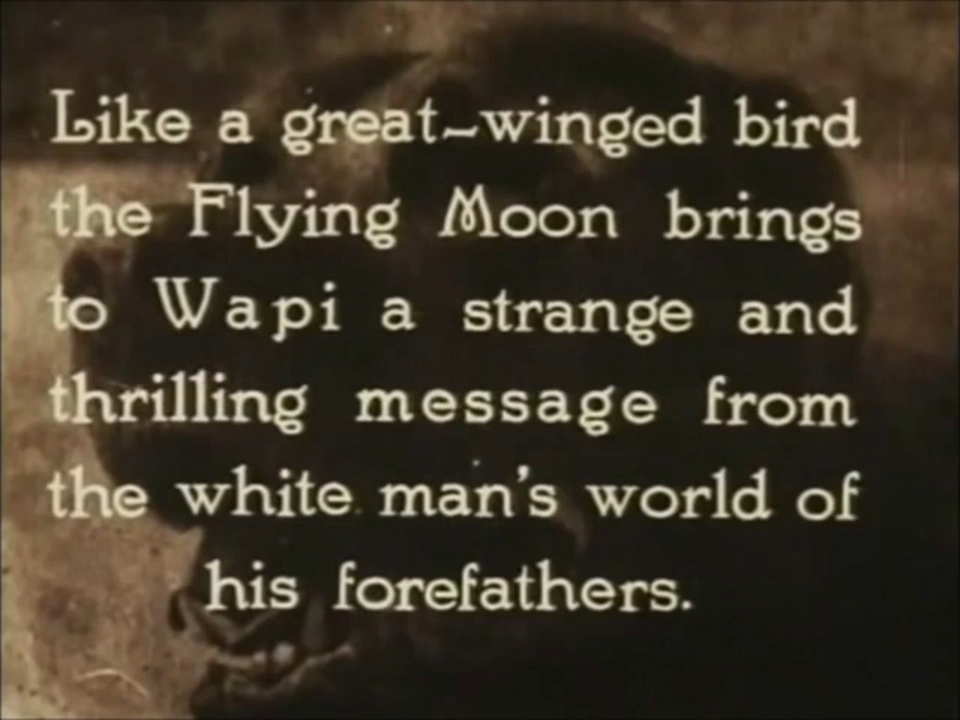 Like a great-winged bird
the Flying Moon brings
to Wapi a strange and
thrilling message from
the white man's world of
his forefathers.